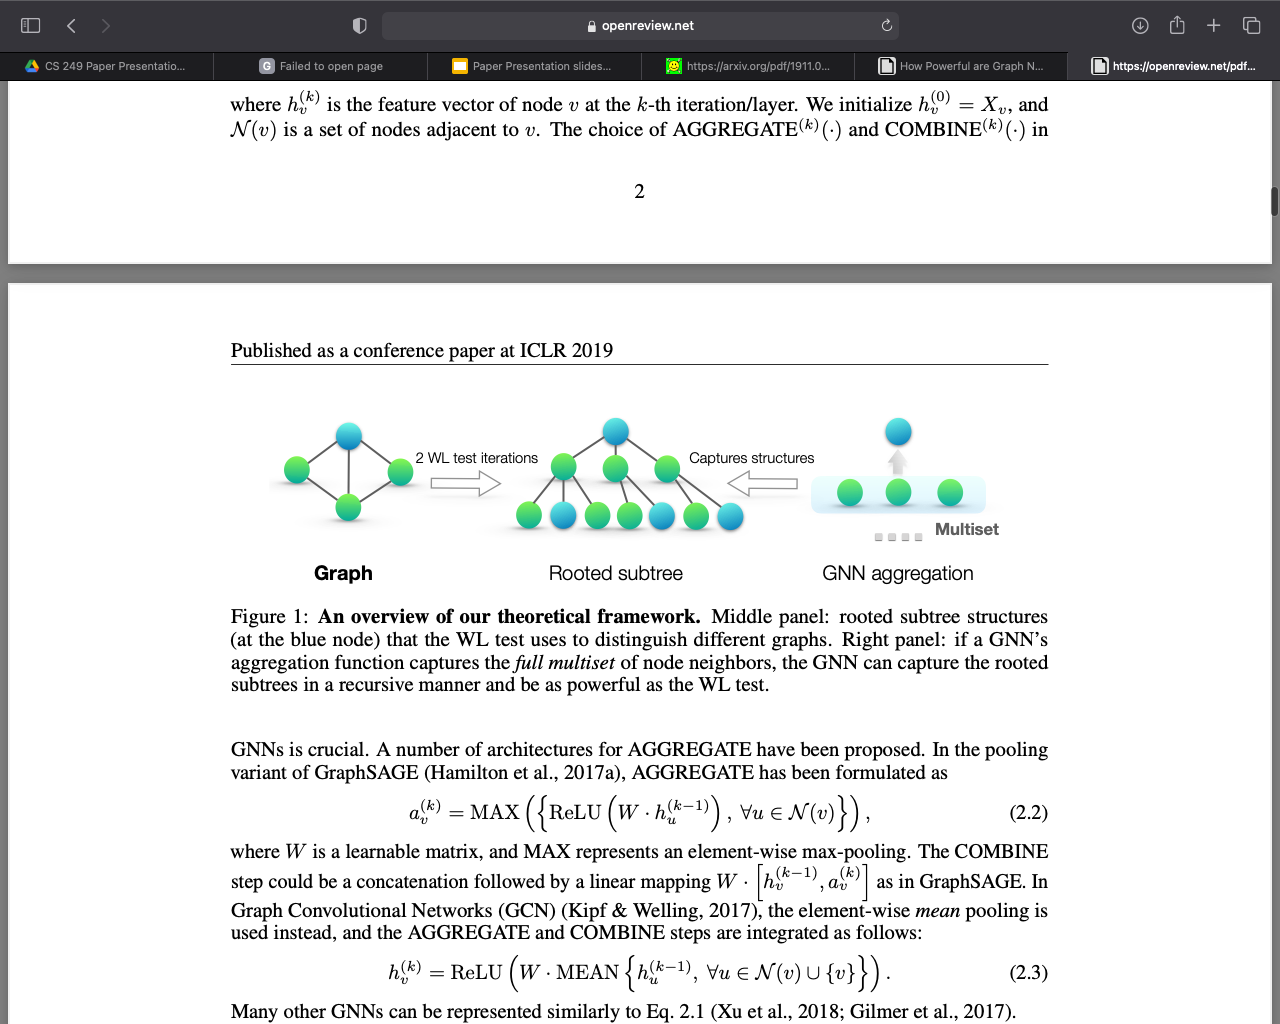 openreview.net
CS 249 Paper Presentatio...
G Failed to open page
Paper Presentation slides...
https://arxiv.org/pdf/1911.0...
How Powerful are Graph N...
https://openreview.net/pdf...
where h_v^(k) is the feature vector of node v at the k-th iteration/layer. We initialize h_v^(0) = X_v, and
N(v) is a set of nodes adjacent to v. The choice of AGGREGATE^(k)(·) and COMBINE^(k)(·) in
2
Published as a conference paper at ICLR 2019
2 WL test iterations
Captures structures
Multiset
Graph
Rooted subtree
GNN aggregation
Figure 1: An overview of our theoretical framework. Middle panel: rooted subtree structures
(at the blue node) that the WL test uses to distinguish different graphs. Right panel: if a GNN's
aggregation function captures the full multiset of node neighbors, the GNN can capture the rooted
subtrees in a recursive manner and be as powerful as the WL test.
GNNs is crucial. A number of architectures for AGGREGATE have been proposed. In the pooling
variant of GraphSAGE (Hamilton et al., 2017a), AGGREGATE has been formulated as
a_v^(k) = MAX ({ReLU (W · h_u^(k−1)) , ∀u ∈ N(v)}) , (2.2)
where W is a learnable matrix, and MAX represents an element-wise max-pooling. The COMBINE
step could be a concatenation followed by a linear mapping W · [h_v^(k−1), a_v^(k)] as in GraphSAGE. In
Graph Convolutional Networks (GCN) (Kipf & Welling, 2017), the element-wise mean pooling is
used instead, and the AGGREGATE and COMBINE steps are integrated as follows:
h_v^(k) = ReLU (W · MEAN {h_u^(k−1), ∀u ∈ N(v) ∪ {v}}) . (2.3)
Many other GNNs can be represented similarly to Eq. 2.1 (Xu et al., 2018; Gilmer et al., 2017).